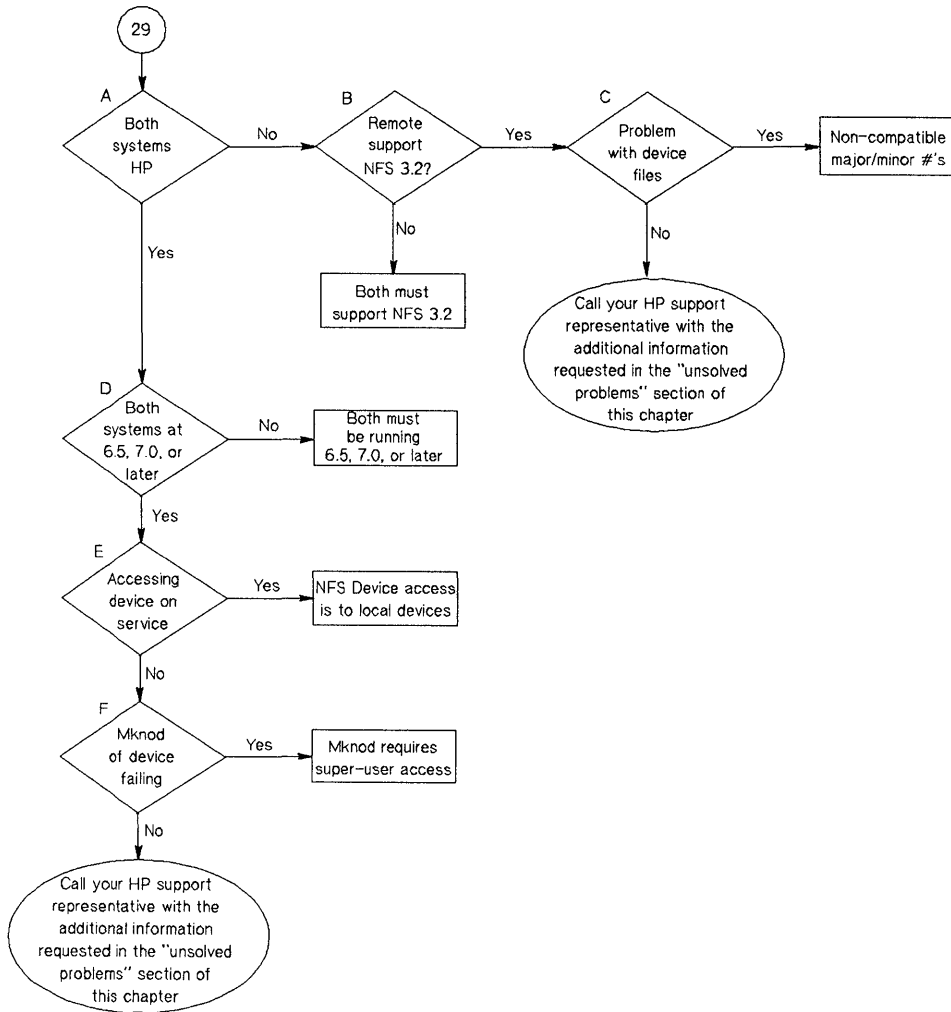 29
A
Both
systems
HP
No
B
Remote
support
NFS 3.2?
Yes
C
Problem
with device
files
Yes
Non-compatible
major/minor #'s
Yes
No
Both must
support NFS 3.2
No
Call your HP support
representative with the
additional information
requested in the "unsolved
problems" section of
this chapter
D
Both
systems at
6.5, 7.0, or
later
No
Both must
be running
6.5, 7.0, or later
Yes
E
Accessing
device on
service
Yes
NFS Device access
is to local devices
No
F
Mknod
of device
failing
Yes
Mknod requires
super-user access
No
Call your HP support
representative with the
additional information
requested in the "unsolved
problems" section of
this chapter